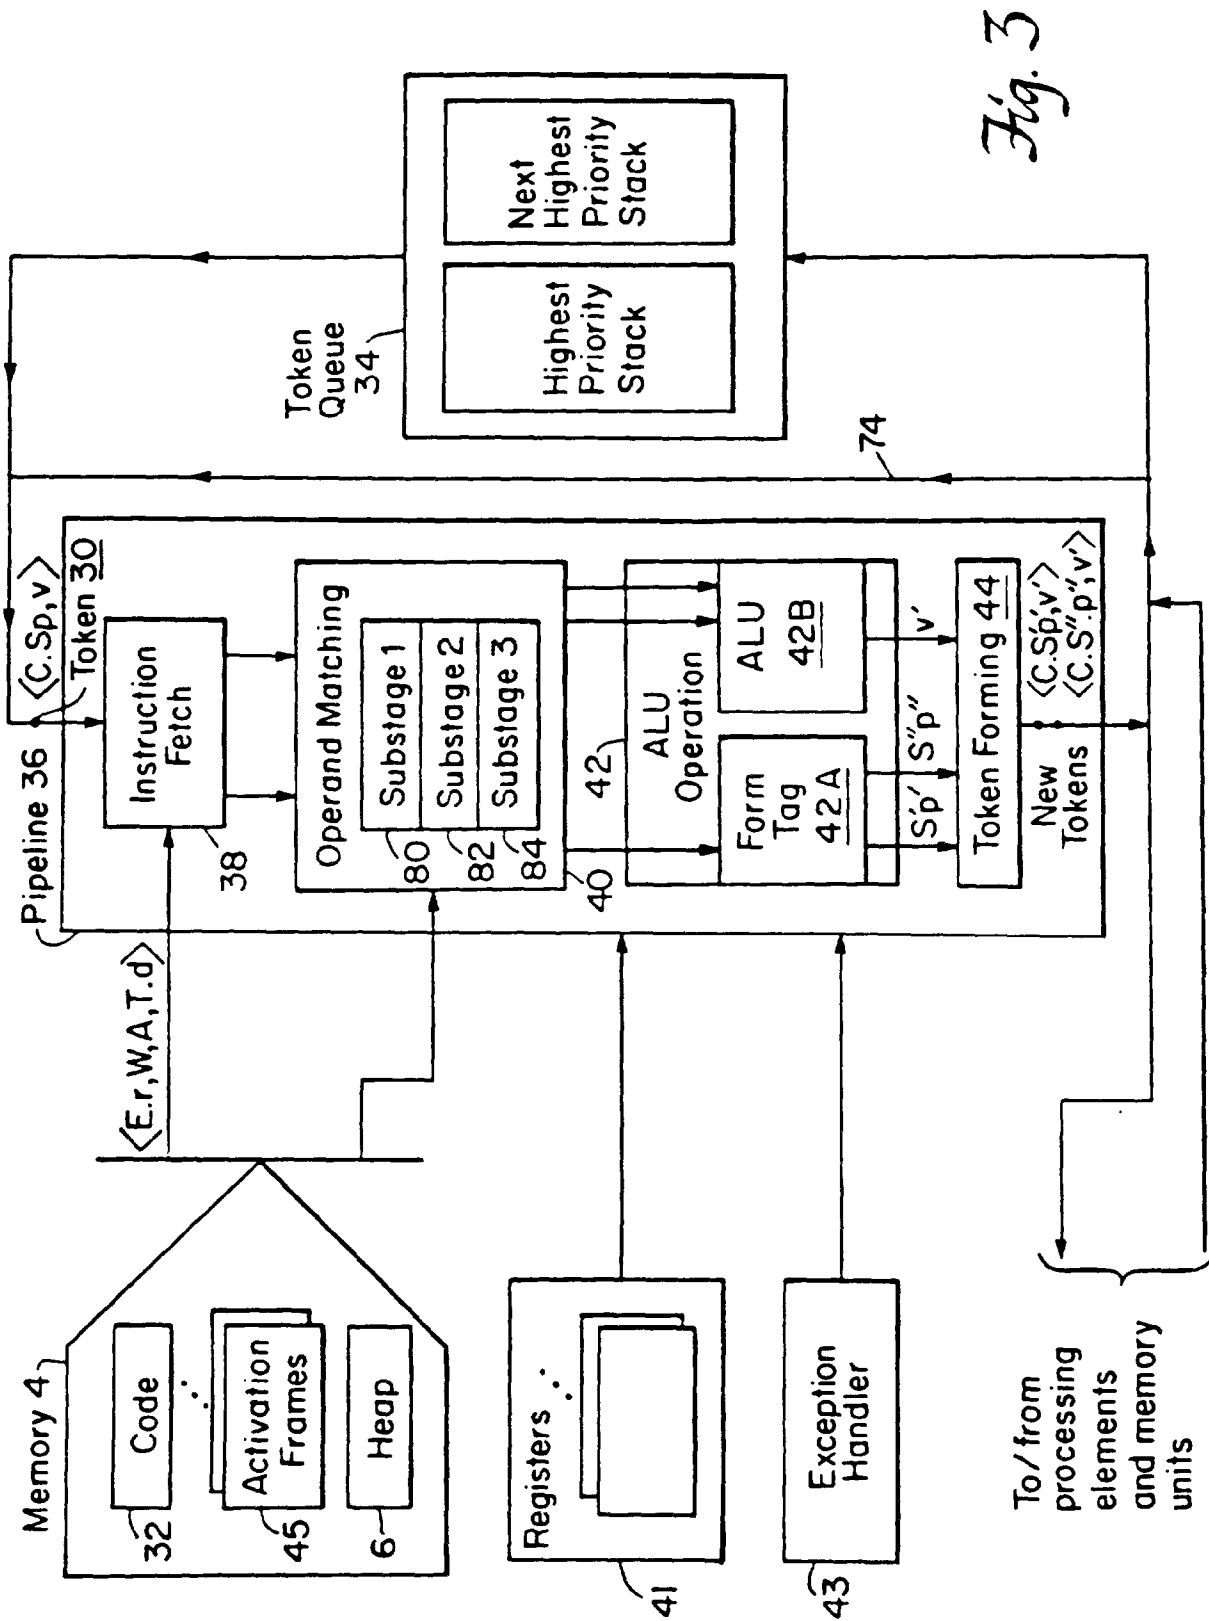 Memory 4
Code
32
Activation
Frames
45
Heap
6
Registers
41
Exception
Handler
43
To/from
processing
elements
and memory
units
<E.r,W,A,T.d>
Pipeline 36
<C.Sp,v>
Token 30
Instruction
Fetch
38
Operand Matching
Substage 1
Substage 2
Substage 3
80
82
84
40
42
ALU
Operation
Form
Tag
42A
ALU
42B
S'p'
S"p"
v'
Token Forming 44
New
Tokens
<C.S'p',v'>
<C.S".p",v'>
74
Token
Queue
34
Highest
Priority
Stack
Next
Highest
Priority
Stack
Fig. 3